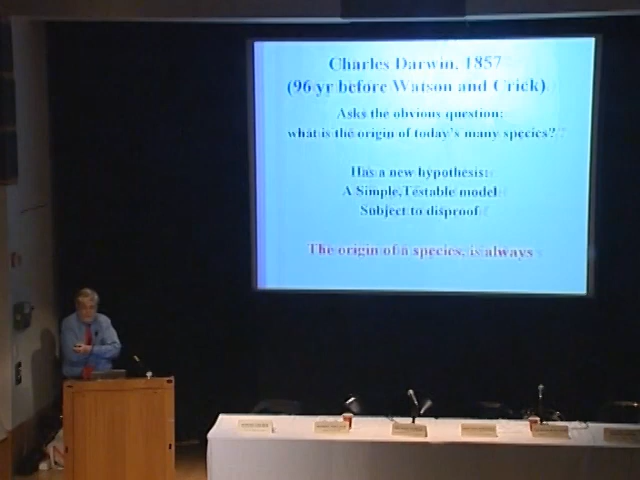 Charles Darwin, 1857
(96 yr before Watson and Crick)
Asks the obvious question:
what is the origin of today's many species?
Has a new hypothesis:
A Simple,Testable model
Subject to disproof
The origin of a species, is always